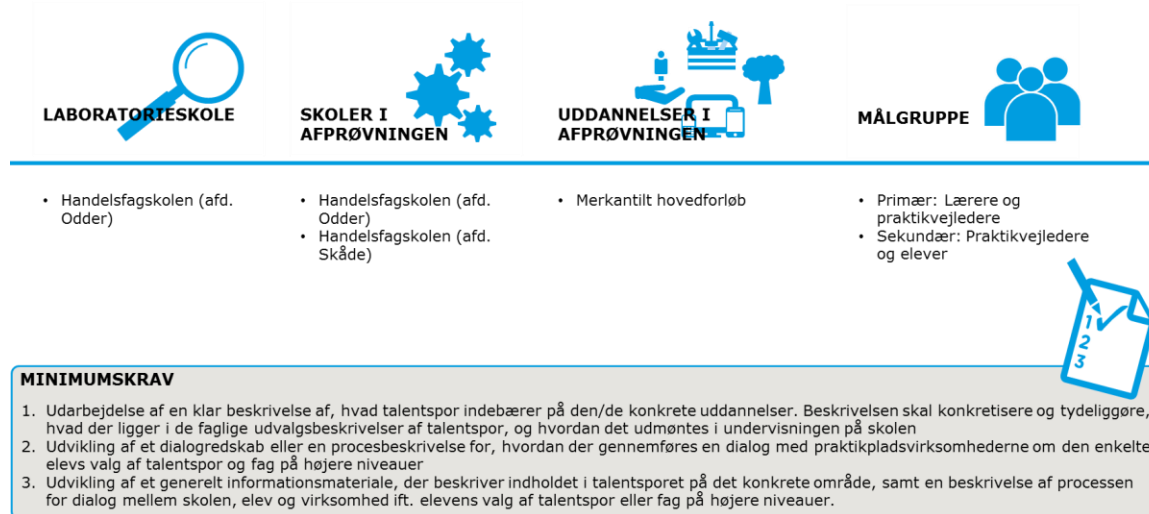 LABORATORIESKOLE
SKOLER I
AFPRØVNINGEN
UDDANNELSER I
AFPRØVNINGEN
MÅLGRUPPE
• Handelsfagskolen (afd.
Odder)
• Handelsfagskolen (afd.
Odder)
• Handelsfagskolen (afd.
Skåde)
• Merkantilt hovedforløb
• Primær: Lærere og
praktikvejledere
• Sekundær: Praktikvejledere
og elever
1
2
3
MINIMUMSKRAV
1. Udarbejdelse af en klar beskrivelse af, hvad talentspor indebærer på den/de konkrete uddannelser. Beskrivelsen skal konkretisere og tydeliggøre,
hvad der ligger i de faglige udvalgsbeskrivelser af talentspor, og hvordan det udmøntes i undervisningen på skolen
2. Udvikling af et dialogredskab eller en procesbeskrivelse for, hvordan der gennemføres en dialog med praktikpladsvirksomhederne om den enkelte
elevs valg af talentspor og fag på højere niveauer
3. Udvikling af et generelt informationsmateriale, der beskriver indholdet i talentsporet på det konkrete område, samt en beskrivelse af processen
for dialog mellem skolen, elev og virksomhed ift. elevens valg af talentspor eller fag på højere niveauer.